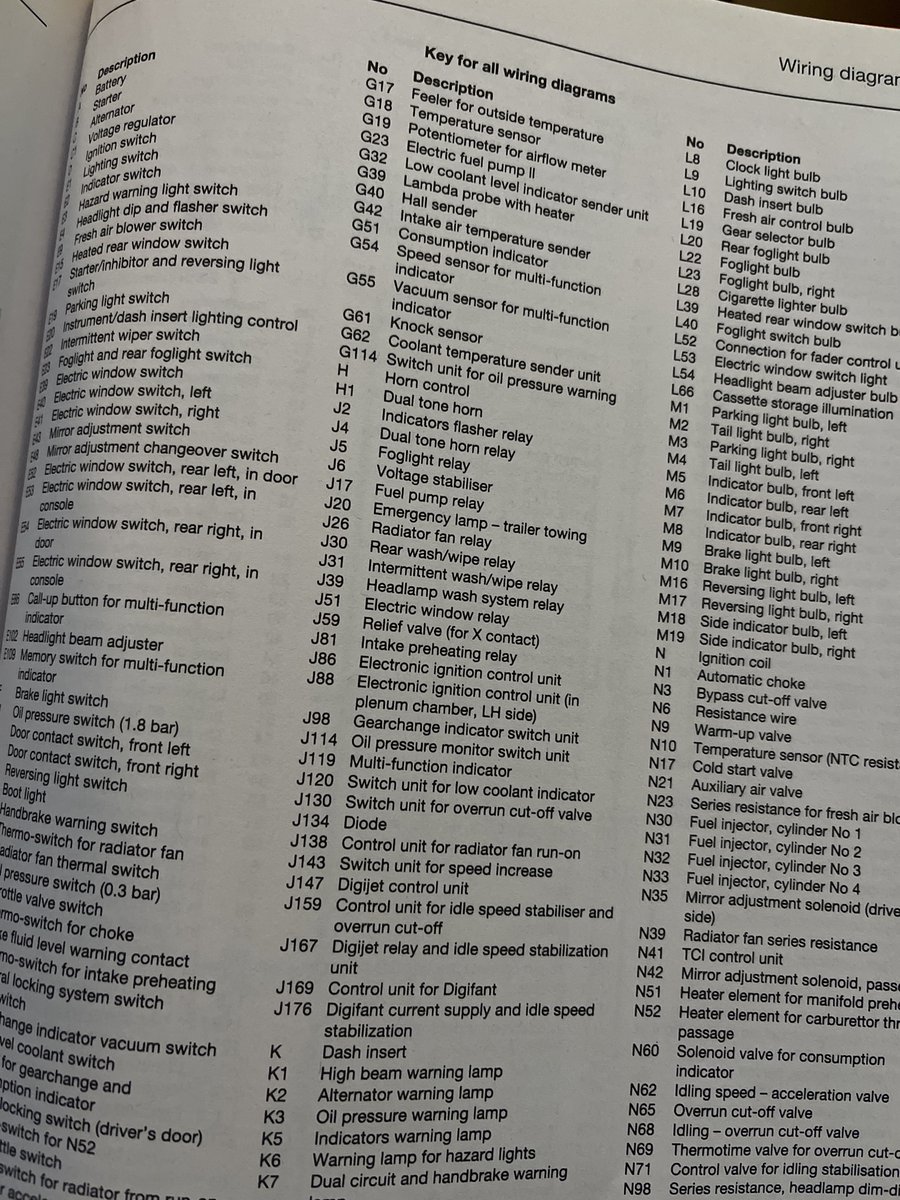 Wiring
Key for all wiring diagrams
Description
Battery
Starter
Alternator
Voltage regulator
Ignition switch
Lighting switch
Indicator switch
Hazard warning light switch
Headlight dip and flasher switch
Fresh air blower switch
Heated rear window switch
Starter/inhibitor and reversing light
switch
Parking light switch
Instrument/dash insert lighting control
Intermittent wiper switch
Foglight and rear foglight switch
Electric window switch
Electric window switch, left
Electric window switch, right
Mirror adjustment switch
Mirror adjustment changeover switch
Electric window switch, rear left, in door
Electric window switch, rear left, in
console
Electric window switch, rear right, in
door
Electric window switch, rear right, in
console
Call-up button for multi-function
indicator
E102 Headlight beam adjuster
E109 Memory switch for multi-function
indicator
Brake light switch
Oil pressure switch (1.8 bar)
Door contact switch, front left
Door contact switch, front right
Reversing light switch
Boot light
Handbrake warning switch
Thermo-switch for radiator fan
fan thermal switch
pressure switch (0.3 bar)
valve switch
for choke
fluid level warning contact
for intake preheating
locking system switch
indicator vacuum switch
coolant switch
for gearchange and
indicator
locking switch (driver's door)
for N52
switch
switch for radiator
No Description
G17 Feeler for outside temperature
G18 Temperature sensor
G19 Potentiometer for airflow meter
G23 Electric fuel pump II
G32 Low coolant level indicator sender unit
G39 Lambda probe with heater
G40 Hall sender
G42 Intake air temperature sender
G51 Consumption indicator
G54 Speed sensor for multi-function
indicator
G55 Vacuum sensor for multi-function
indicator
G61 Knock sensor
G62 Coolant temperature sender unit
G114 Switch unit for oil pressure warning
H Horn control
H1 Dual tone horn
J2 Indicators flasher relay
J4 Dual tone horn relay
J5 Foglight relay
J6 Voltage stabiliser
J17 Fuel pump relay
J20 Emergency lamp – trailer towing
J26 Radiator fan relay
J30 Rear wash/wipe relay
J31 Intermittent wash/wipe relay
J39 Headlamp wash system relay
J51 Electric window relay
J59 Relief valve (for X contact)
J81 Intake preheating relay
J86 Electronic ignition control unit
J88 Electronic ignition control unit (in
plenum chamber, LH side)
J98 Gearchange indicator switch unit
J114 Oil pressure monitor switch unit
J119 Multi-function indicator
J120 Switch unit for low coolant indicator
J130 Switch unit for overrun cut-off valve
J134 Diode
J138 Control unit for radiator fan run-on
J143 Switch unit for speed increase
J147 Digijet control unit
J159 Control unit for idle speed stabiliser and
overrun cut-off
J167 Digijet relay and idle speed stabilization
unit
J169 Control unit for Digifant
J176 Digifant current supply and idle speed
stabilization
K Dash insert
K1 High beam warning lamp
K2 Alternator warning lamp
K3 Oil pressure warning lamp
K5 Indicators warning lamp
K6 Warning lamp for hazard lights
K7 Dual circuit and handbrake warning
No Description
L8 Clock light bulb
L9 Lighting switch bulb
L10 Dash insert bulb
L16 Fresh air control bulb
L19 Gear selector bulb
L20 Rear foglight bulb
L22 Foglight bulb
L23 Foglight bulb, right
L28 Cigarette lighter bulb
L39 Heated rear window switch
L40 Foglight switch bulb
L52 Connection for fader control
L53 Electric window switch light
L54 Headlight beam adjuster bulb
L66 Cassette storage illumination
M1 Parking light bulb, left
M2 Tail light bulb, right
M3 Parking light bulb, right
M4 Tail light bulb, left
M5 Indicator bulb, front left
M6 Indicator bulb, rear left
M7 Indicator bulb, front right
M8 Indicator bulb, rear right
M9 Brake light bulb, left
M10 Brake light bulb, right
M16 Reversing light bulb, left
M17 Reversing light bulb, right
M18 Side indicator bulb, left
M19 Side indicator bulb, right
N Ignition coil
N1 Automatic choke
N3 Bypass cut-off valve
N6 Resistance wire
N9 Warm-up valve
N10 Temperature sensor (NTC
N17 Cold start valve
N21 Auxiliary air valve
N23 Series resistance for fresh air
N30 Fuel injector, cylinder No 1
N31 Fuel injector, cylinder No 2
N32 Fuel injector, cylinder No 3
N33 Fuel injector, cylinder No 4
N35 Mirror adjustment solenoid
side)
N39 Radiator fan series resistance
N41 TCI control unit
N42 Mirror adjustment solenoid,
N51 Heater element for manifold
N52 Heater element for carburettor
passage
N60 Solenoid valve for consumption
indicator
N62 Idling speed – acceleration valve
N65 Overrun cut-off valve
N68 Idling – overrun cut-off valve
N69 Thermotime valve for overrun
N71 Control valve for idling stabilisation
N98 Series resistance, headlamp